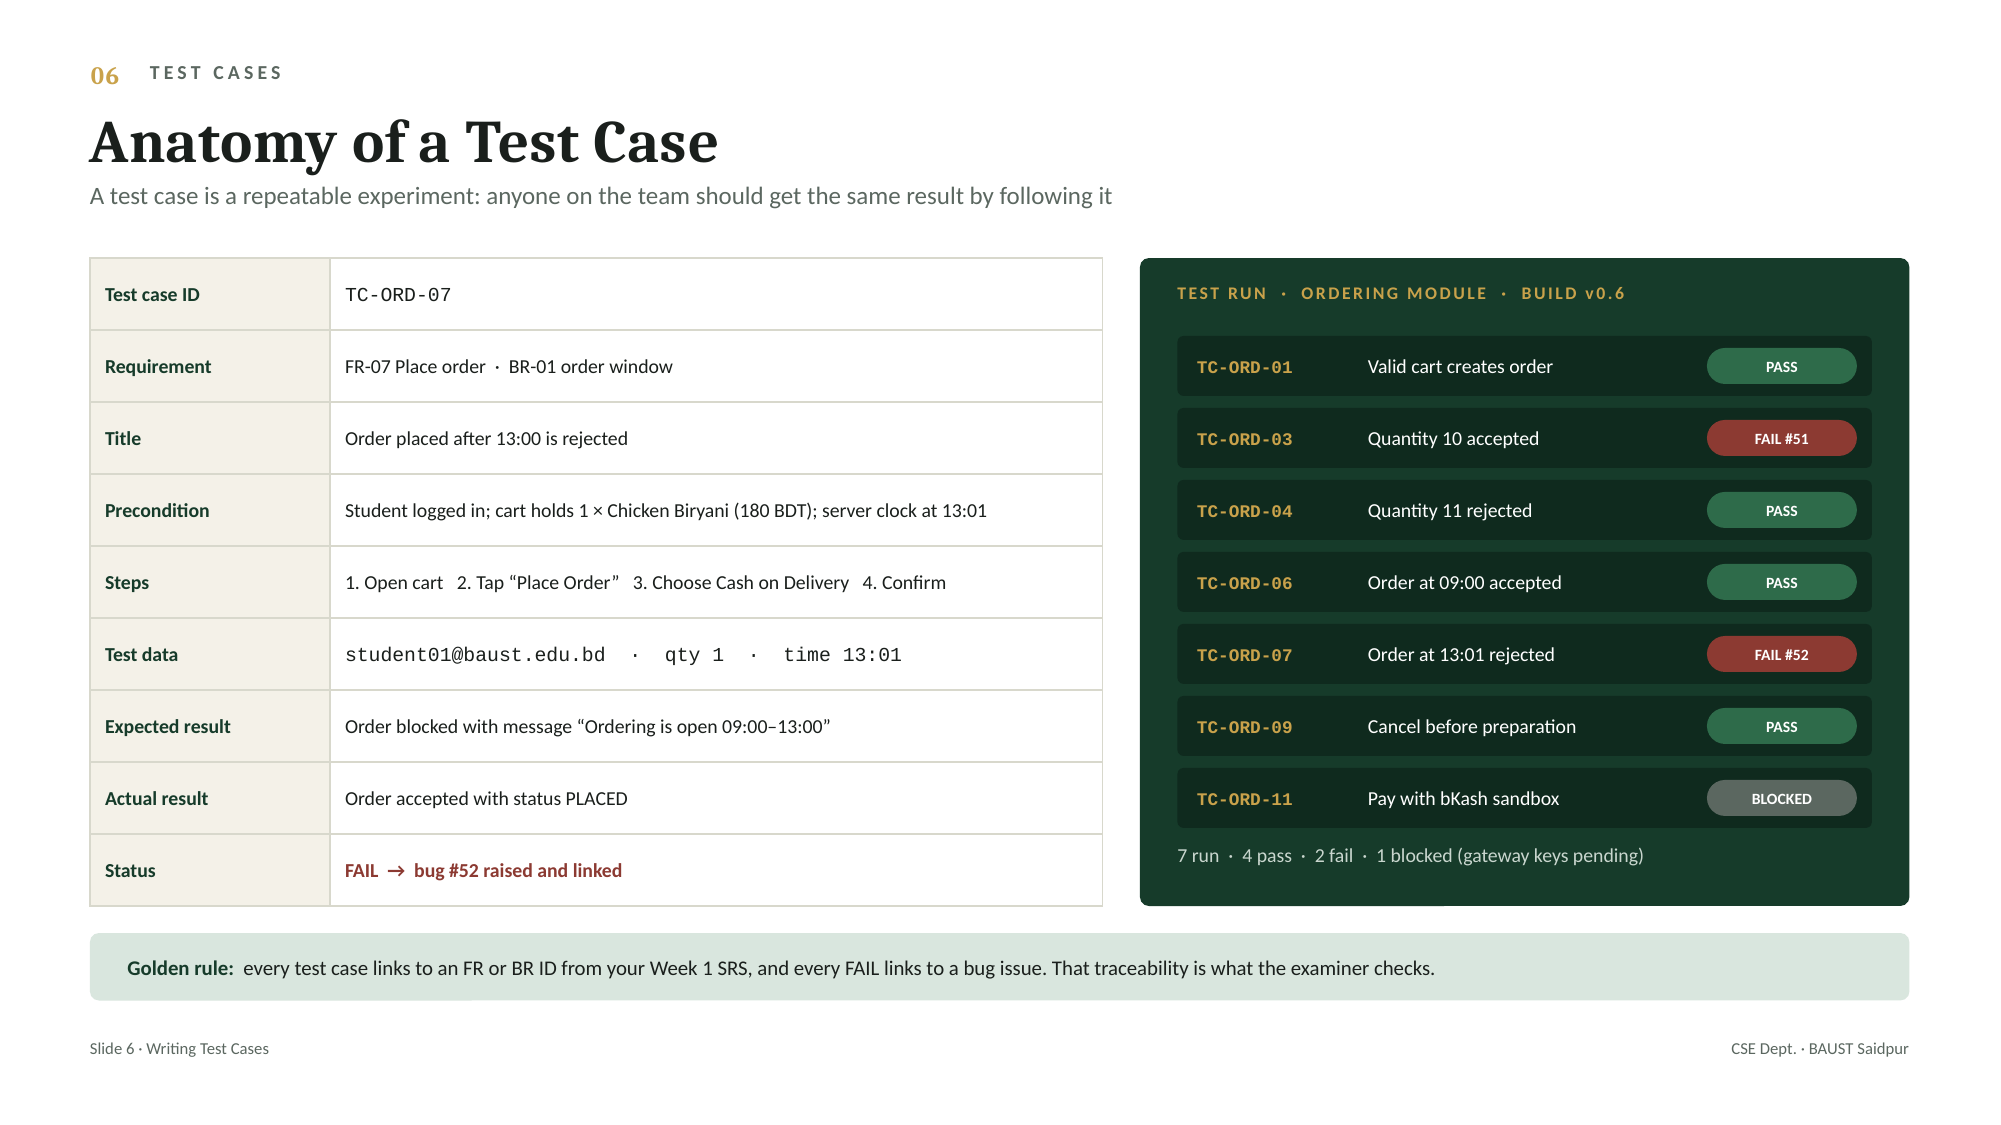 06 TEST CASES
Anatomy of a Test Case
A test case is a repeatable experiment: anyone on the team should get the same result by following it
Test case ID TC-ORD-07
Requirement FR-07 Place order · BR-01 order window
Title Order placed after 13:00 is rejected
Precondition Student logged in; cart holds 1 × Chicken Biryani (180 BDT); server clock at 13:01
Steps 1. Open cart 2. Tap “Place Order” 3. Choose Cash on Delivery 4. Confirm
Test data student01@baust.edu.bd · qty 1 · time 13:01
Expected result Order blocked with message “Ordering is open 09:00–13:00”
Actual result Order accepted with status PLACED
Status FAIL → bug #52 raised and linked
TEST RUN · ORDERING MODULE · BUILD v0.6
TC-ORD-01 Valid cart creates order PASS
TC-ORD-03 Quantity 10 accepted FAIL #51
TC-ORD-04 Quantity 11 rejected PASS
TC-ORD-06 Order at 09:00 accepted PASS
TC-ORD-07 Order at 13:01 rejected FAIL #52
TC-ORD-09 Cancel before preparation PASS
TC-ORD-11 Pay with bKash sandbox BLOCKED
7 run · 4 pass · 2 fail · 1 blocked (gateway keys pending)
Golden rule: every test case links to an FR or BR ID from your Week 1 SRS, and every FAIL links to a bug issue. That traceability is what the examiner checks.
Slide 6 · Writing Test Cases
CSE Dept. · BAUST Saidpur